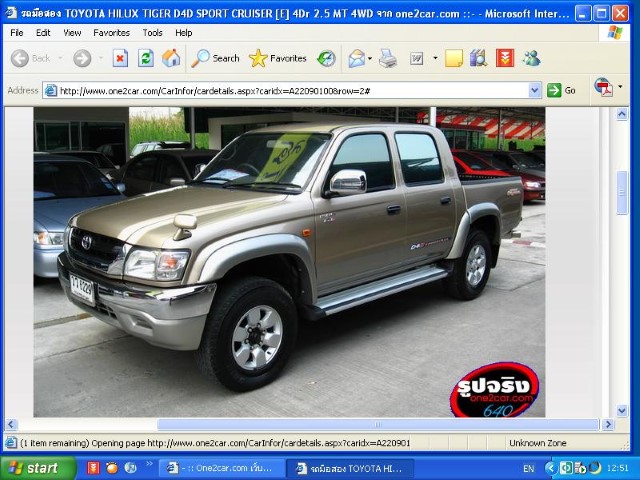 รถมือสอง TOYOTA HILUX TIGER D4D SPORT CRUISER [E] 4Dr 2.5 MT 4WD จาก one2car.com ::- - Microsoft Inter...
File Edit View Favorites Tools Help
Back Search Favorites
Address http://www.one2car.com/CarInfor/cardetails.aspx?caridx=A2209010&row=2# Go
รูปจริง
one2car.com
640
(1 item remaining) Opening page http://www.one2car.com/CarInfor/cardetails.aspx?caridx=A220901 Unknown Zone
start - :: One2car.com เว็บ... รถมือสอง TOYOTA HI... EN 12:51